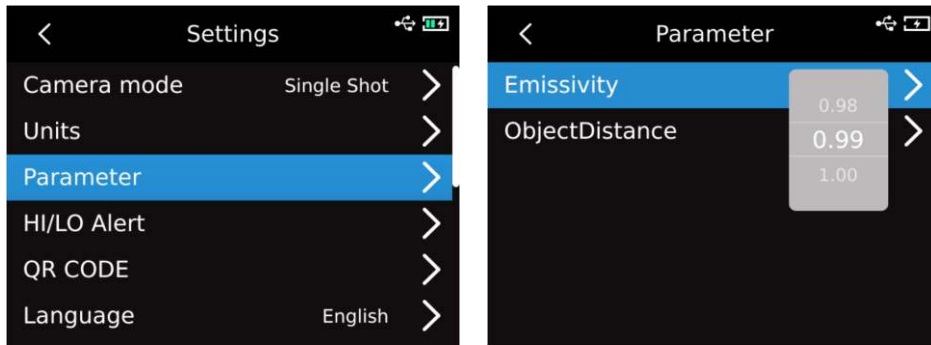 Settings
Camera mode Single Shot
Units
Parameter
HI/LO Alert
QR CODE
Language English
Parameter
Emissivity
0.98
ObjectDistance 0.99
1.00